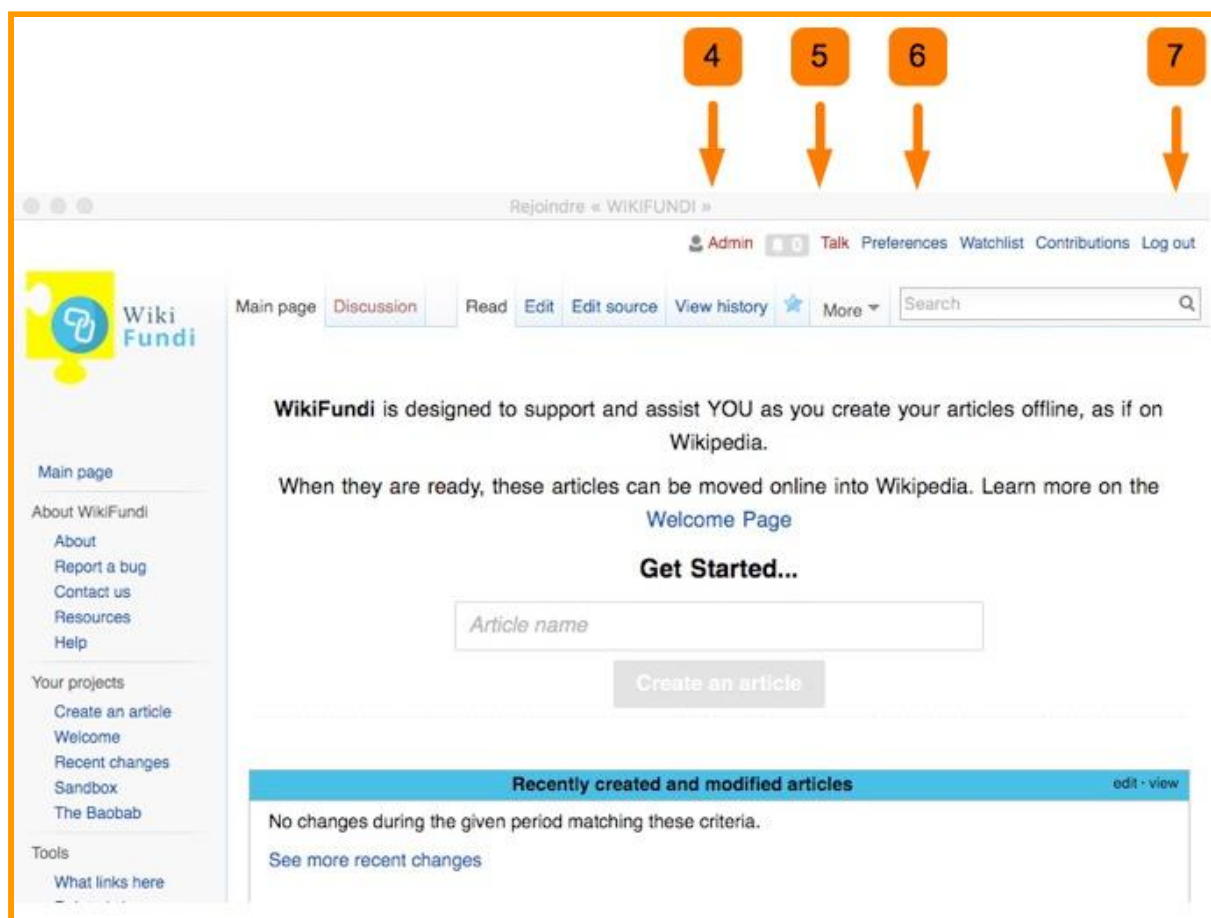 4 5 6 7
Rejoindre « WIKIFUNDI »
Admin 0 Talk Preferences Watchlist Contributions Log out
Wiki
Fundi
Main page Discussion Read Edit Edit source View history More Search
WikiFundi is designed to support and assist YOU as you create your articles offline, as if on
Wikipedia.
When they are ready, these articles can be moved online into Wikipedia. Learn more on the
Welcome Page
Get Started...
Article name
Create an article
Main page
About WikiFundi
About
Report a bug
Contact us
Resources
Help
Your projects
Create an article
Welcome
Recent changes
Sandbox
The Baobab
Tools
What links here
Recently created and modified articles edit · view
No changes during the given period matching these criteria.
See more recent changes